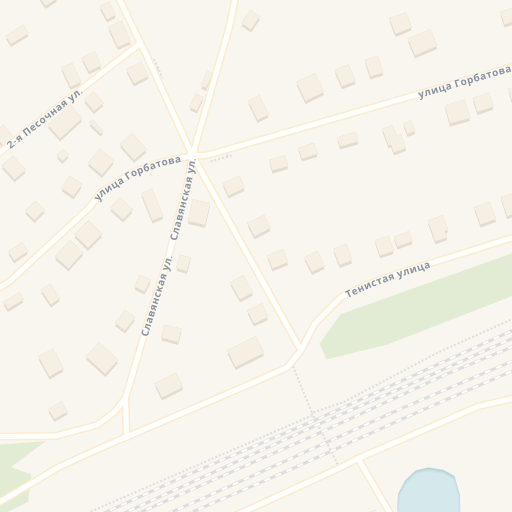 улица Горбатова
2-я Песочная ул.
улица Горбатова
Славянская ул.
Славянская ул.
Тенистая улица